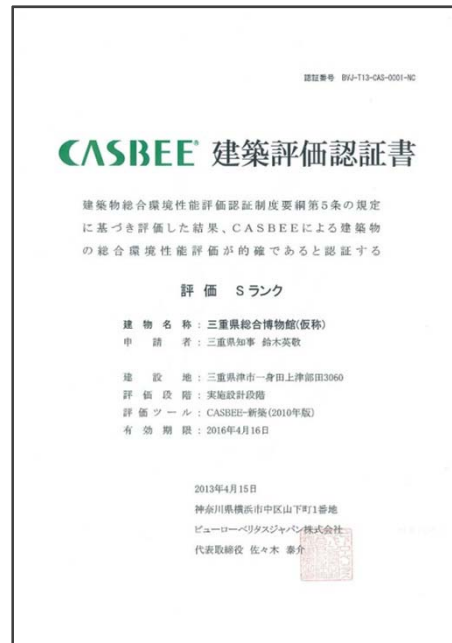 認証番号 BVJ-T13-CAS-0001-NC
CASBEE® 建築評価認証書
建築物総合環境性能評価認証制度要綱第5条の規定
に基づき評価した結果、CASBEEによる建築物
の総合環境性能評価が的確であると認証する
評価 Sランク
建物名称：三重県総合博物館(仮称)
申請者：三重県知事 鈴木英敬
建設地：三重県津市一身田上津部田3060
評価段階：実施設計段階
評価ツール：CASBEE-新築(2010年版)
有効期限：2016年4月16日
2013年4月15日
神奈川県横浜市中区山下町1番地
ビューローベリタスジャパン株式会社
代表取締役 佐々木 泰介